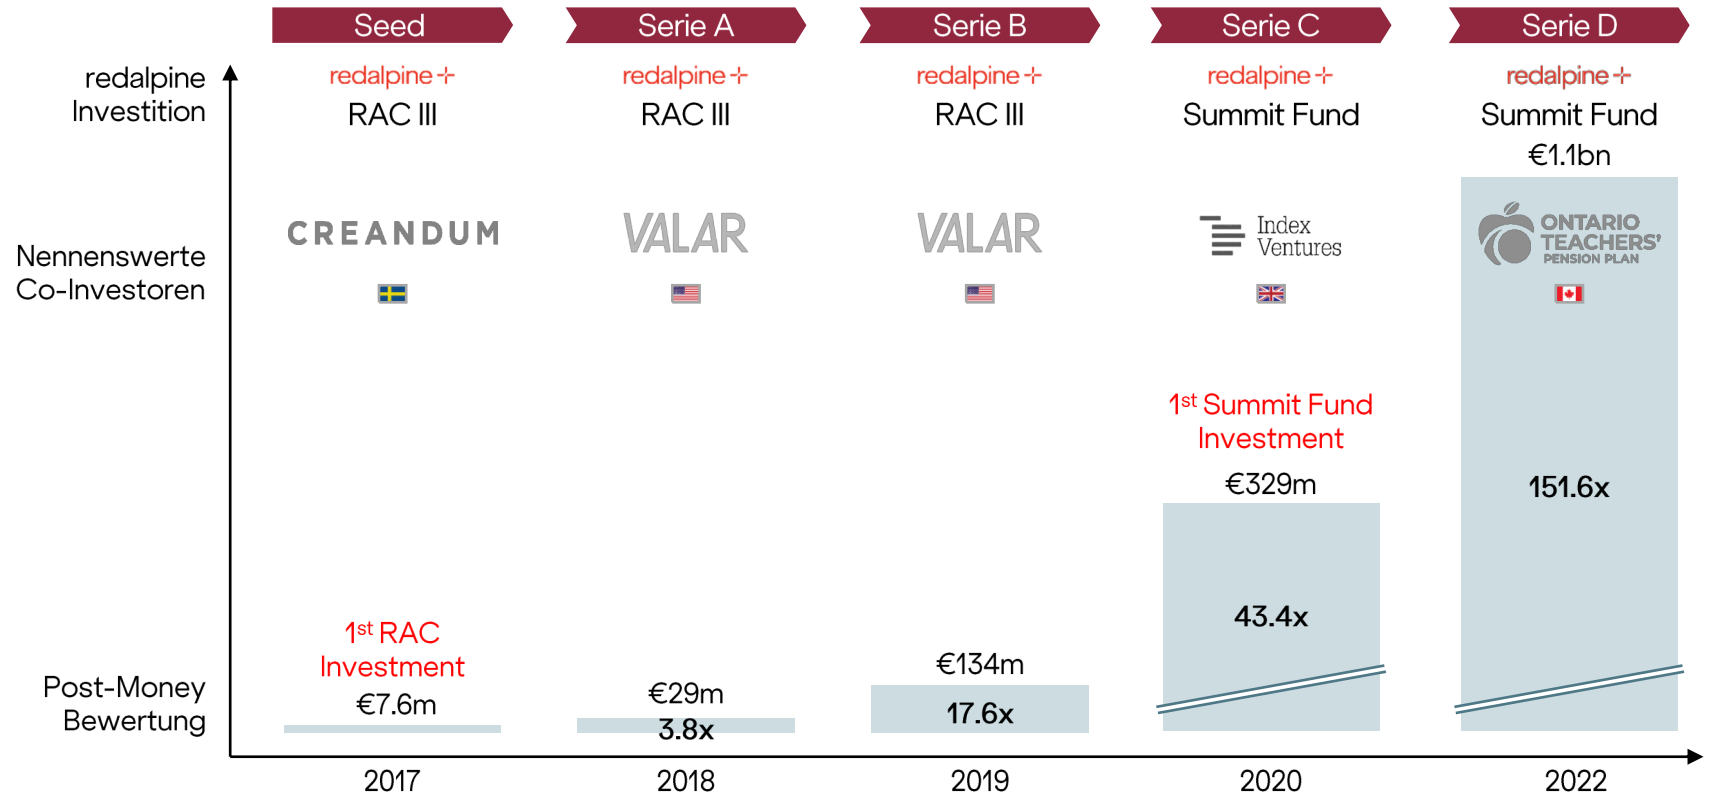 Seed
Serie A
Serie B
Serie C
Serie D
redalpine
Investition
redalpine
RAC III
redalpine
RAC III
redalpine
RAC III
redalpine
Summit Fund
redalpine
Summit Fund
€1.1bn
Nennenswerte
Co-Investoren
CREANDUM
VALAR
VALAR
Index
Ventures
ONTARIO
TEACHERS'
PENSION PLAN
1st Summit Fund
Investment
€329m
151.6x
43.4x
1st RAC
Investment
€7.6m
€29m
3.8x
€134m
17.6x
Post-Money
Bewertung
2017
2018
2019
2020
2022